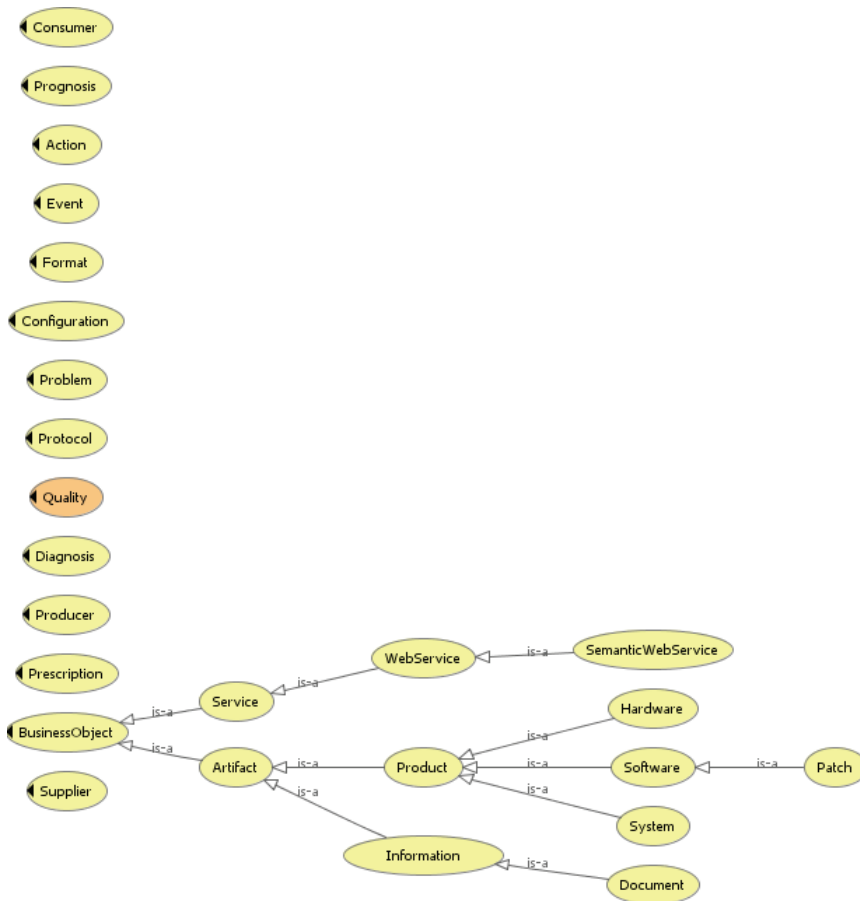 Consumer
Prognosis
Action
Event
Format
Configuration
Problem
Protocol
Quality
Diagnosis
Producer
Prescription
BusinessObject
Supplier
is-a
is-a
Service
Artifact
is-a
is-a
is-a
WebService
Product
Information
is-a
is-a
is-a
is-a
is-a
SemanticWebService
Hardware
Software
System
Document
is-a
Patch